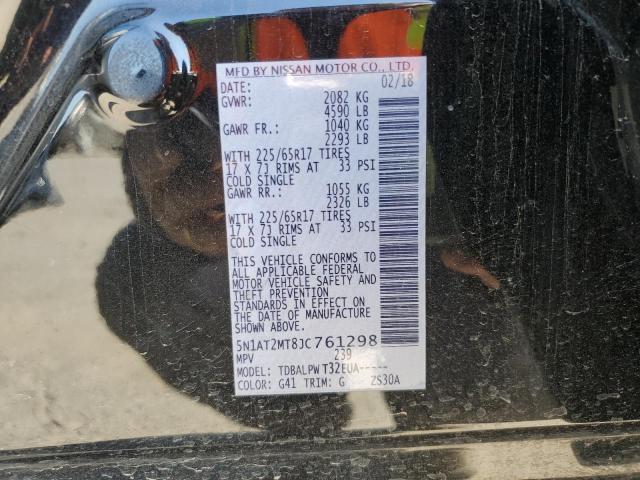 MFD BY NISSAN MOTOR CO., LTD.
DATE: 02/18
GVWR: 2082 KG
4590 LB
GAWR FR.: 1040 KG
2293 LB
WITH 225/65R17 TIRES
17 X 7J RIMS AT 33 PSI
COLD SINGLE
GAWR RR.: 1055 KG
2326 LB
WITH 225/65R17 TIRES
17 X 7J RIMS AT 33 PSI
COLD SINGLE
THIS VEHICLE CONFORMS TO
ALL APPLICABLE FEDERAL
MOTOR VEHICLE SAFETY AND
THEFT PREVENTION
STANDARDS IN EFFECT ON
THE DATE OF MANUFACTURE
SHOWN ABOVE.
5N1AT2MT8JC761298
MPV 239
MODEL: TDBALPW T32EUA-----
COLOR: G41 TRIM: G ZS30A